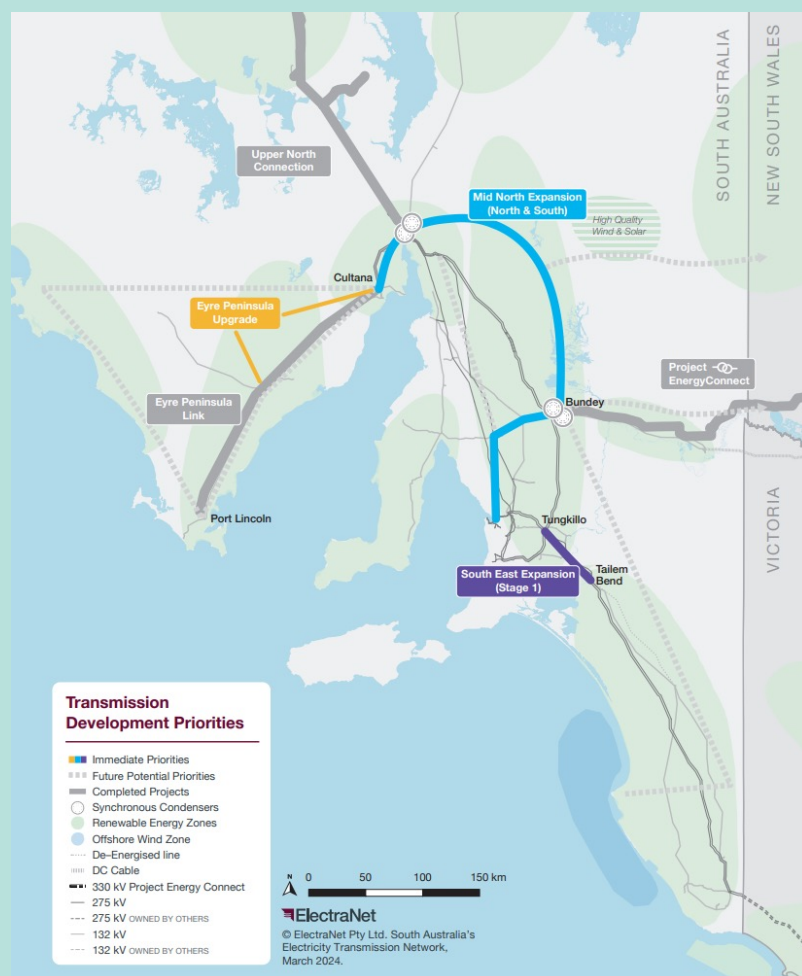 SOUTH AUSTRALIA
NEW SOUTH WALES
Upper North
Connection
Mid North Expansion
(North & South)
High Quality
Wind & Solar
Cultana
Eyre Peninsula
Upgrade
Project
EnergyConnect
Eyre Peninsula
Link
Bundey
VICTORIA
Port Lincoln
Tungkillo
South East Expansion
(Stage 1)
Tailem
Bend
Transmission
Development Priorities
Immediate Priorities
Future Potential Priorities
Completed Projects
Synchronous Condensers
Renewable Energy Zones
Offshore Wind Zone
De–Energised line
DC Cable
330 kV Project Energy Connect
275 kV
275 kV OWNED BY OTHERS
132 kV
132 kV OWNED BY OTHERS
N 0 50 100 150 km
ElectraNet
© ElectraNet Pty Ltd. South Australia's
Electricity Transmission Network,
March 2024.